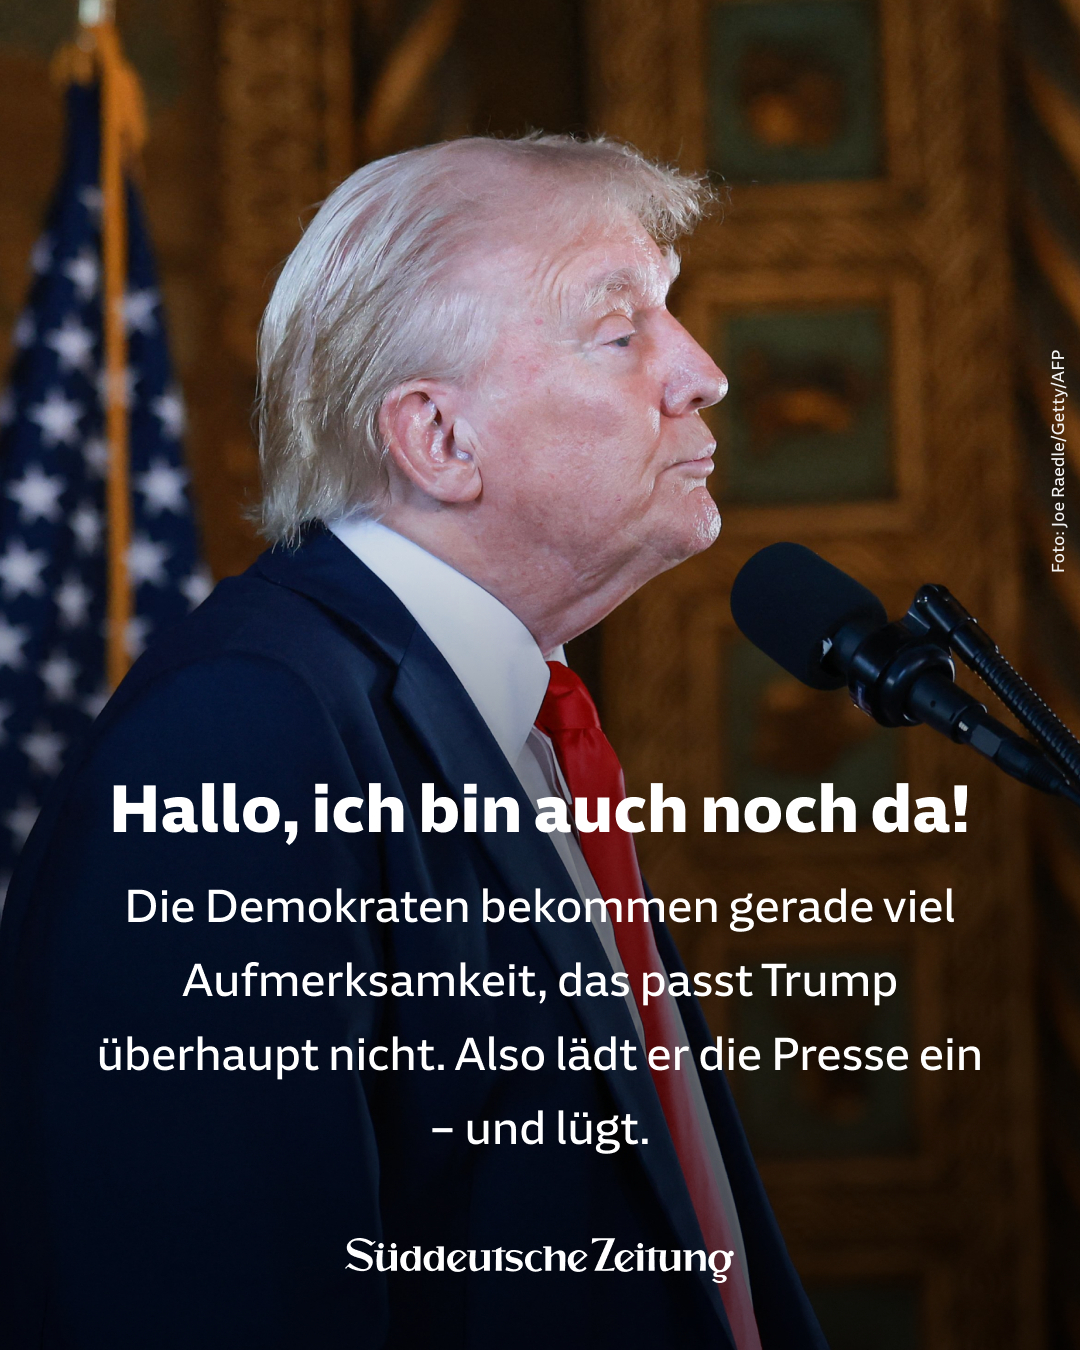 Foto: Joe Raedle/Getty/AFP
Hallo, ich bin auch noch da!
Die Demokraten bekommen gerade viel
Aufmerksamkeit, das passt Trump
überhaupt nicht. Also lädt er die Presse ein
– und lügt.
Süddeutsche Zeitung